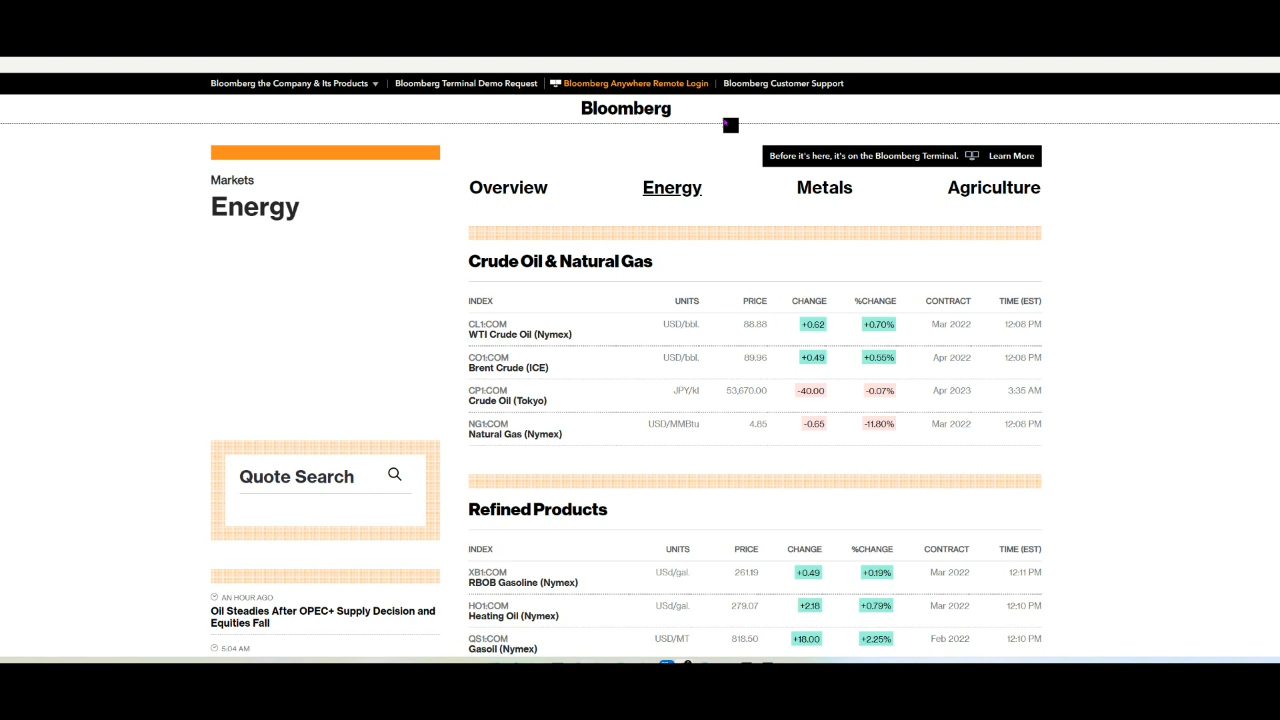 Bloomberg the Company & Its Products
Bloomberg Terminal Demo Request
Bloomberg Anywhere Remote Login
Bloomberg Customer Support
Bloomberg
Before it's here, it's on the Bloomberg Terminal. Learn More
Markets
Energy
Overview Energy Metals Agriculture
Crude Oil & Natural Gas
INDEX UNITS PRICE CHANGE %CHANGE CONTRACT TIME (EST)
CL1:COM USD/bbl. 88.88 +0.62 +0.70% Mar 2022 12:08 PM
WTI Crude Oil (Nymex)
CO1:COM USD/bbl. 89.96 +0.49 +0.55% Apr 2022 12:08 PM
Brent Crude (ICE)
CP1:COM JPY/kl 53,670.00 -40.00 -0.07% Apr 2023 3:35 AM
Crude Oil (Tokyo)
NG1:COM USD/MMBtu 4.85 -0.65 -11.80% Mar 2022 12:08 PM
Natural Gas (Nymex)
Quote Search
Refined Products
INDEX UNITS PRICE CHANGE %CHANGE CONTRACT TIME (EST)
XB1:COM USd/gal. 261.19 +0.49 +0.19% Mar 2022 12:11 PM
RBOB Gasoline (Nymex)
HO1:COM USd/gal. 279.07 +2.18 +0.79% Mar 2022 12:10 PM
Heating Oil (Nymex)
QS1:COM USD/MT 818.50 +18.00 +2.25% Feb 2022 12:10 PM
Gasoil (Nymex)
AN HOUR AGO
Oil Steadies After OPEC+ Supply Decision and
Equities Fall
5:04 AM